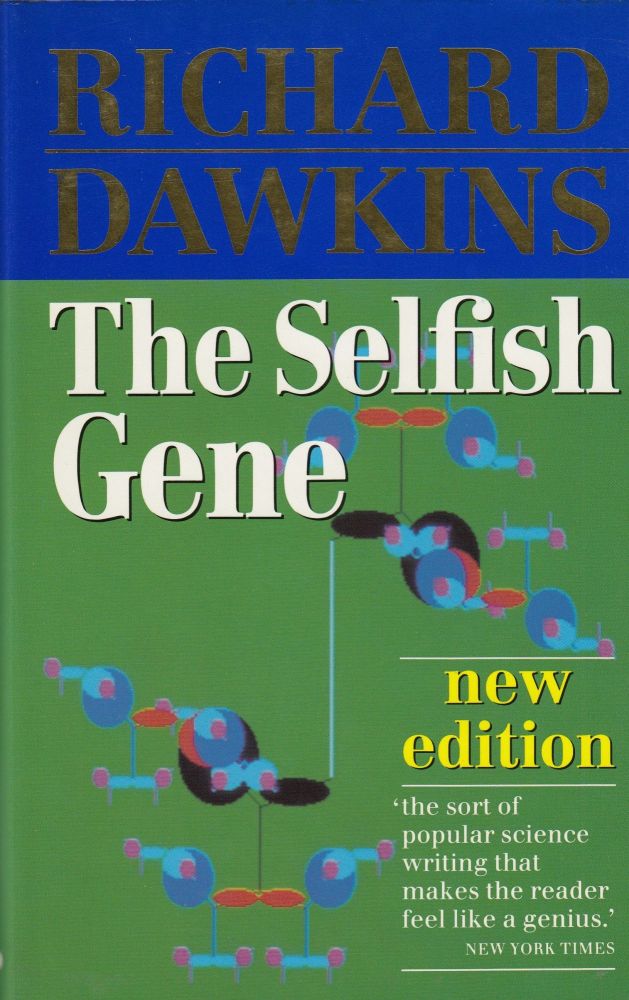 RICHARD
DAWKINS
The Selfish
Gene
new
edition
‘the sort of
popular science
writing that
makes the reader
feel like a genius.’
NEW YORK TIMES